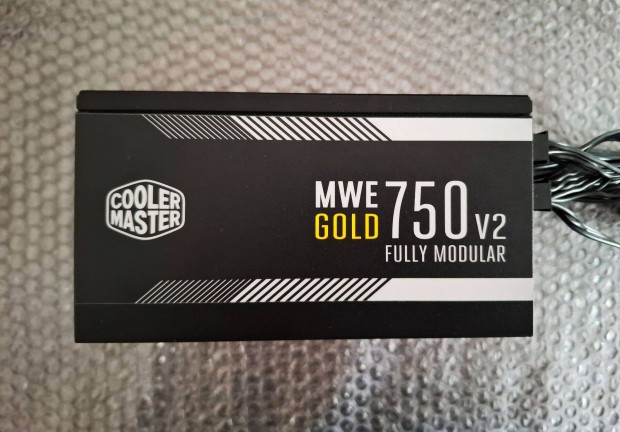 COOLER
MASTER
MWE
GOLD 750 V2
FULLY MODULAR